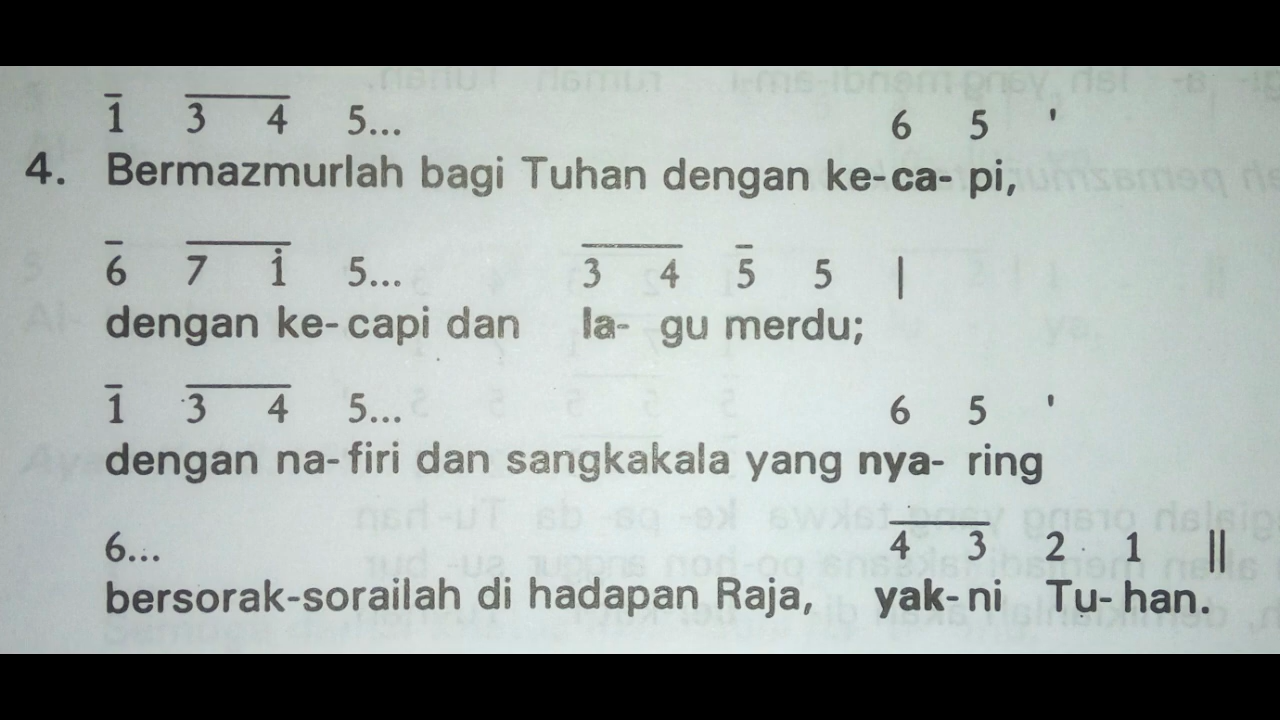 1̅ 3̅ ̅4̅ 5... 6 5 '
4. Bermazmurlah bagi Tuhan dengan ke-ca- pi,
6̅ 7̅ ̅i̅ 5... 3̅ ̅4̅ 5̅ 5 |
dengan ke-capi dan la- gu merdu;
1̅ 3̅ ̅4̅ 5... 6 5 '
dengan na-firi dan sangkakala yang nya- ring
6... 4̅ ̅3̅ 2 1 ||
bersorak-sorailah di hadapan Raja, yak-ni Tu-han.